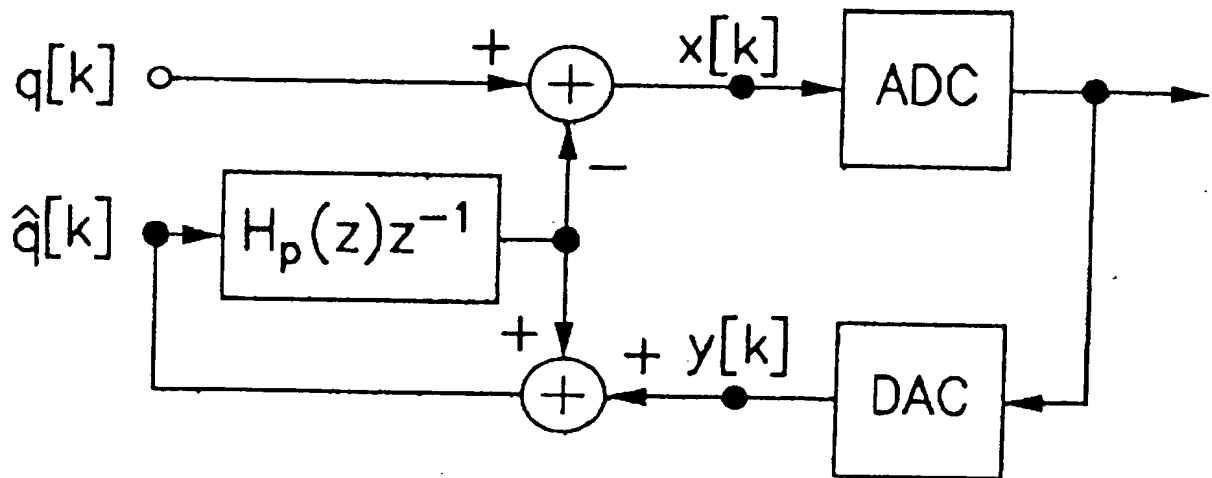 q[k]
+
+
x[k]
ADC
−
q̂[k]
H_p(z)z⁻¹
+
+
+
y[k]
DAC